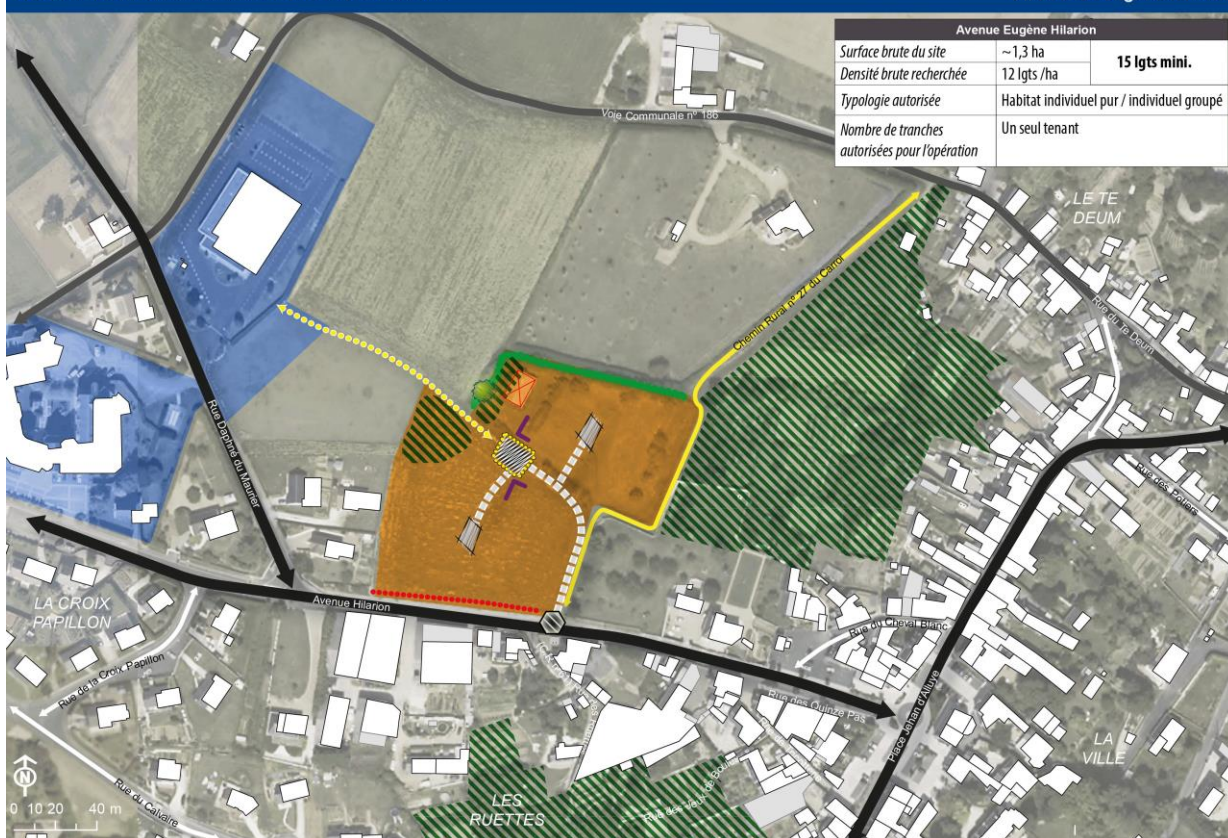 Avenue Eugène Hilarion
Surface brute du site ~1,3 ha 15 lgts mini.
Densité brute recherchée 12 lgts /ha
Typologie autorisée Habitat individuel pur / individuel groupé
Nombre de tranches Un seul tenant
autorisées pour l'opération
Voie Communale n° 186
LE TE
DEUM
Rue du Te Deum
Chemin Rural n° 27 du Carroi
Rue Daphné du Maurier
Rue des Potiers
LA CROIX
PAPILLON
Avenue Hilarion
Rue de la Croix Papillon
Rue du Cheval Blanc
Rue des Quinze Pas
Place Jehan d'Alluye
LA
VILLE
N
0 10 20 40 m
Rue du Calvaire
LES
RUETTES